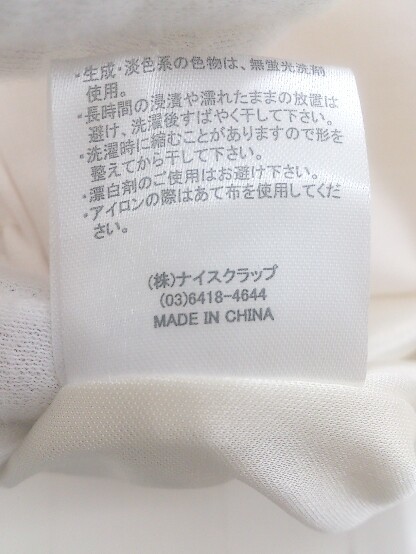 ・生成・淡色系の色物は、無蛍光洗剤
使用。
・長時間の浸漬や濡れたままの放置は
避け、洗濯後すばやく干して下さい。
・洗濯時に縮むことがありますので形を
整えてから干して下さい。
・漂白剤のご使用はお避け下さい。
・アイロンの際はあて布を使用してくだ
さい。
(株)ナイスクラップ
(03)6418-4644
MADE IN CHINA